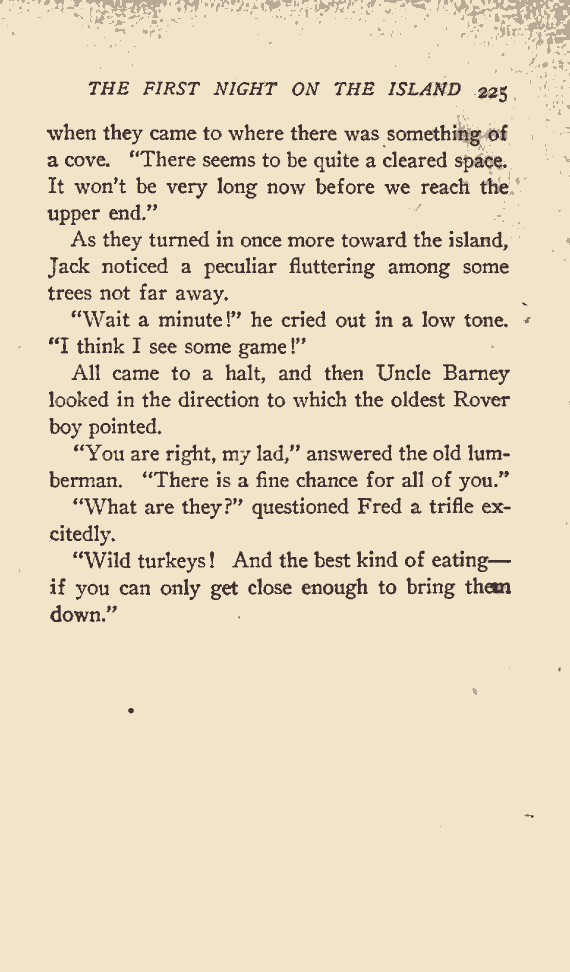 THE FIRST NIGHT ON THE ISLAND 225
when they came to where there was something of
a cove. “There seems to be quite a cleared space.
It won’t be very long now before we reach the
upper end.”
As they turned in once more toward the island,
Jack noticed a peculiar fluttering among some
trees not far away.
“Wait a minute!” he cried out in a low tone.
“I think I see some game!”
All came to a halt, and then Uncle Barney
looked in the direction to which the oldest Rover
boy pointed.
“You are right, my lad,” answered the old lum-
berman. “There is a fine chance for all of you.”
“What are they?” questioned Fred a trifle ex-
citedly.
“Wild turkeys! And the best kind of eating—
if you can only get close enough to bring them
down.”